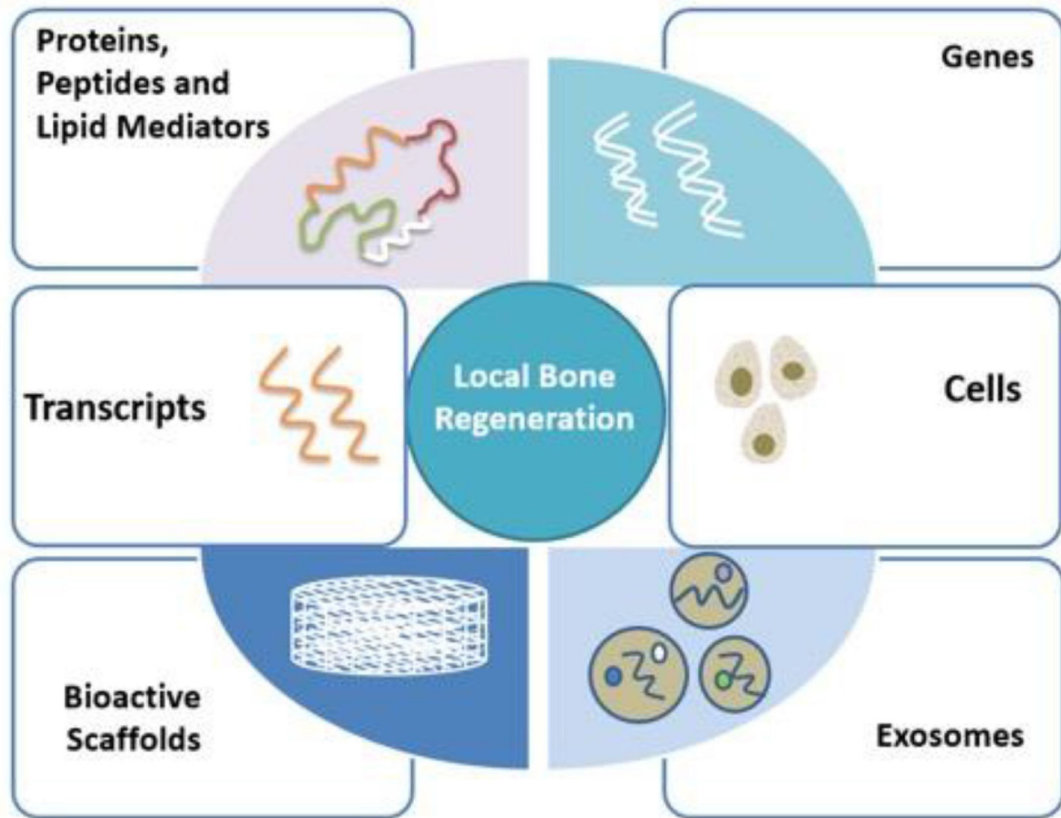 Proteins,
Peptides and
Lipid Mediators
Genes
Transcripts
Local Bone
Regeneration
Cells
Bioactive
Scaffolds
Exosomes